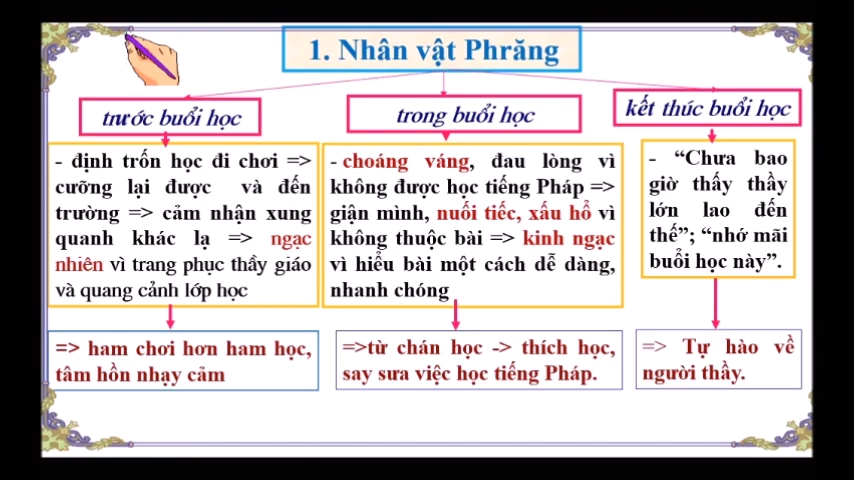 1. Nhân vật Phrăng
trước buổi học
trong buổi học
kết thúc buổi học
- định trốn học đi chơi =>
cưỡng lại được và đến
trường => cảm nhận xung
quanh khác lạ => ngạc
nhiên vì trang phục thầy giáo
và quang cảnh lớp học
- choáng váng, đau lòng vì
không được học tiếng Pháp =>
giận mình, nuối tiếc, xấu hổ vì
không thuộc bài => kinh ngạc
vì hiểu bài một cách dễ dàng,
nhanh chóng
- “Chưa bao
giờ thấy thầy
lớn lao đến
thế”; “nhớ mãi
buổi học này”.
=> ham chơi hơn ham học,
tâm hồn nhạy cảm
=>từ chán học -> thích học,
say sưa việc học tiếng Pháp.
=> Tự hào về
người thầy.